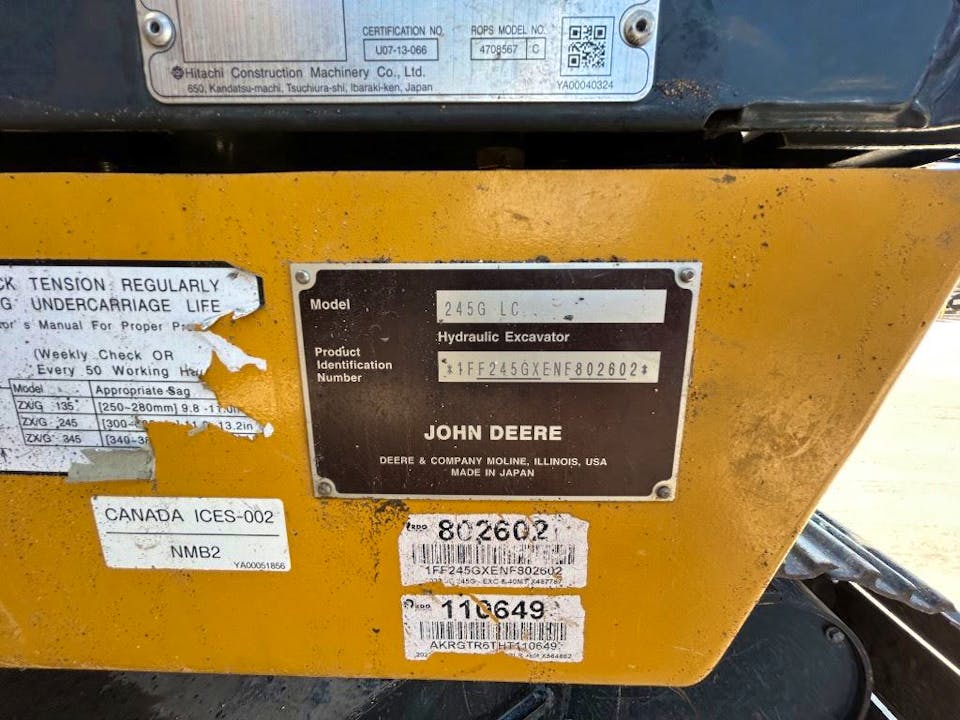 CERTIFICATION NO. ROPS MODEL NO.
U07-13-066 4708567 C
Hitachi Construction Machinery Co., Ltd.
650, Kandatsu-machi, Tsuchiura-shi, Ibaraki-ken, Japan YA00040324
TENSION REGULARLY
UNDERCARRIAGE LIFE
Manual For Proper
(Weekly Check OR
Every 50 Working
Model Appropriate Sag
ZX/G 135 [250~280mm] 9.8
ZX/G 245 13.2in
ZX/G 345
Model 245G LC
Hydraulic Excavator
Product
Identification
Number
*1FF245GXENF802602*
JOHN DEERE
DEERE & COMPANY MOLINE, ILLINOIS, USA
MADE IN JAPAN
CANADA ICES-002
NMB2
YA00051856
RDO 802602
1FF245GXENF802602
RDO 110649
AKRGTR6THT110649